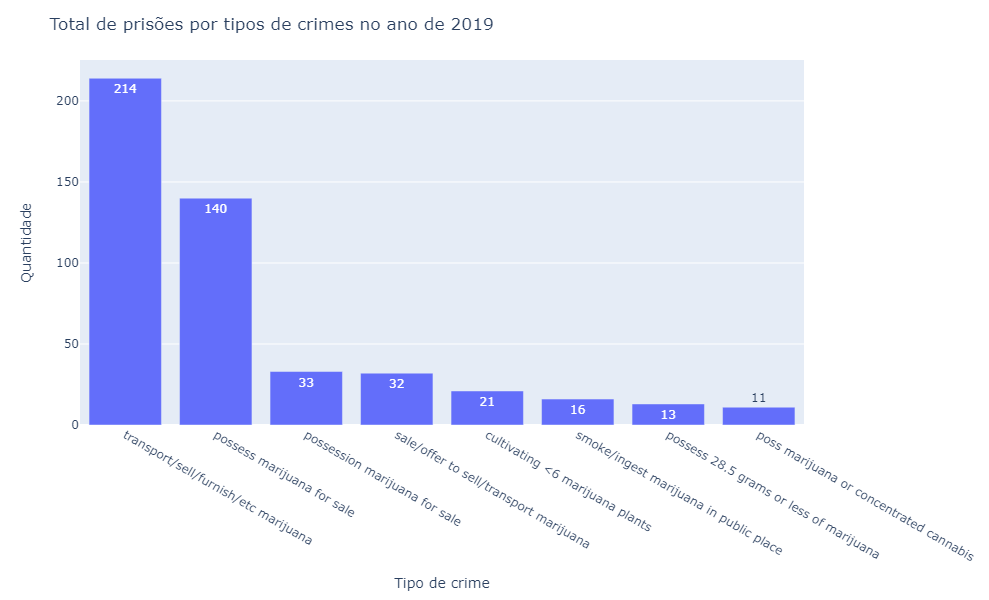 Total de prisões por tipos de crimes no ano de 2019
Quantidade
200
150
100
50
0
214
140
33
32
21
16
13
11
transport/sell/furnish/etc marijuana
possess marijuana for sale
possession marijuana for sale
sale/offer to sell/transport marijuana
cultivating <6 marijuana plants
smoke/ingest marijuana in public place
possess 28.5 grams or less of marijuana
poss marijuana or concentrated cannabis
Tipo de crime